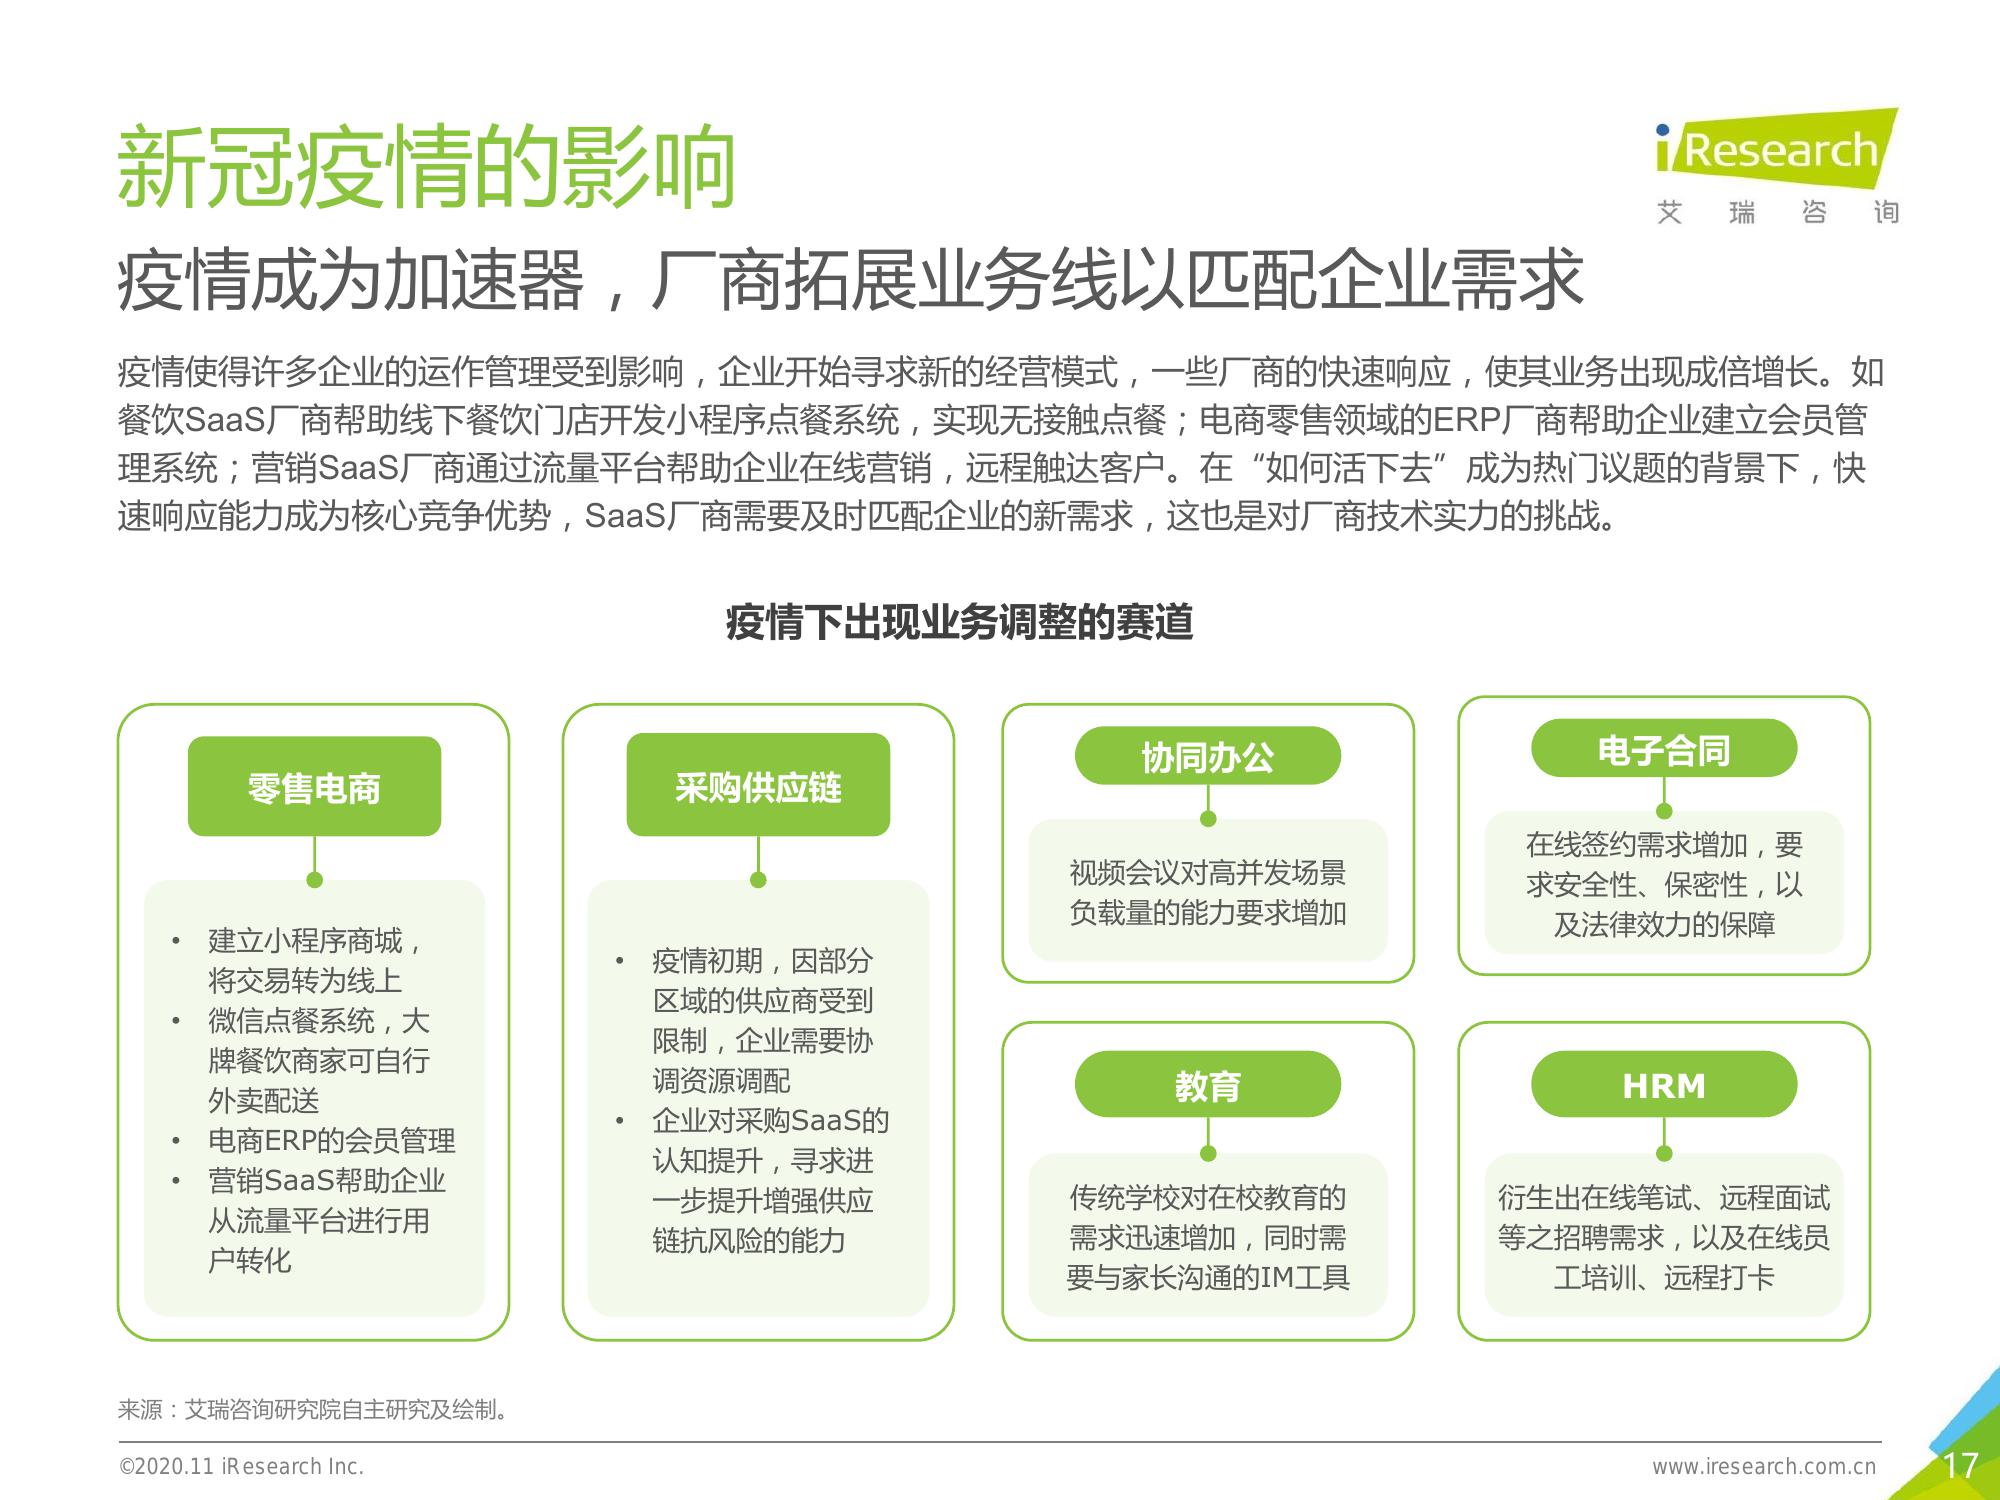 新冠疫情的影响
iResearch
艾瑞咨询
疫情成为加速器，厂商拓展业务线以匹配企业需求
疫情使得许多企业的运作管理受到影响，企业开始寻求新的经营模式，一些厂商的快速响应，使其业务出现成倍增长。如
餐饮SaaS厂商帮助线下餐饮门店开发小程序点餐系统，实现无接触点餐；电商零售领域的ERP厂商帮助企业建立会员管
理系统；营销SaaS厂商通过流量平台帮助企业在线营销，远程触达客户。在“如何活下去”成为热门议题的背景下，快
速响应能力成为核心竞争优势，SaaS厂商需要及时匹配企业的新需求，这也是对厂商技术实力的挑战。
疫情下出现业务调整的赛道
零售电商
• 建立小程序商城，
将交易转为线上
• 微信点餐系统，大
牌餐饮商家可自行
外卖配送
• 电商ERP的会员管理
• 营销SaaS帮助企业
从流量平台进行用
户转化
采购供应链
• 疫情初期，因部分
区域的供应商受到
限制，企业需要协
调资源调配
• 企业对采购SaaS的
认知提升，寻求进
一步提升增强供应
链抗风险的能力
协同办公
视频会议对高并发场景
负载量的能力要求增加
电子合同
在线签约需求增加，要
求安全性、保密性，以
及法律效力的保障
教育
传统学校对在校教育的
需求迅速增加，同时需
要与家长沟通的IM工具
HRM
衍生出在线笔试、远程面试
等之招聘需求，以及在线员
工培训、远程打卡
来源：艾瑞咨询研究院自主研究及绘制。
©2020.11 iResearch Inc.
www.iresearch.com.cn
17